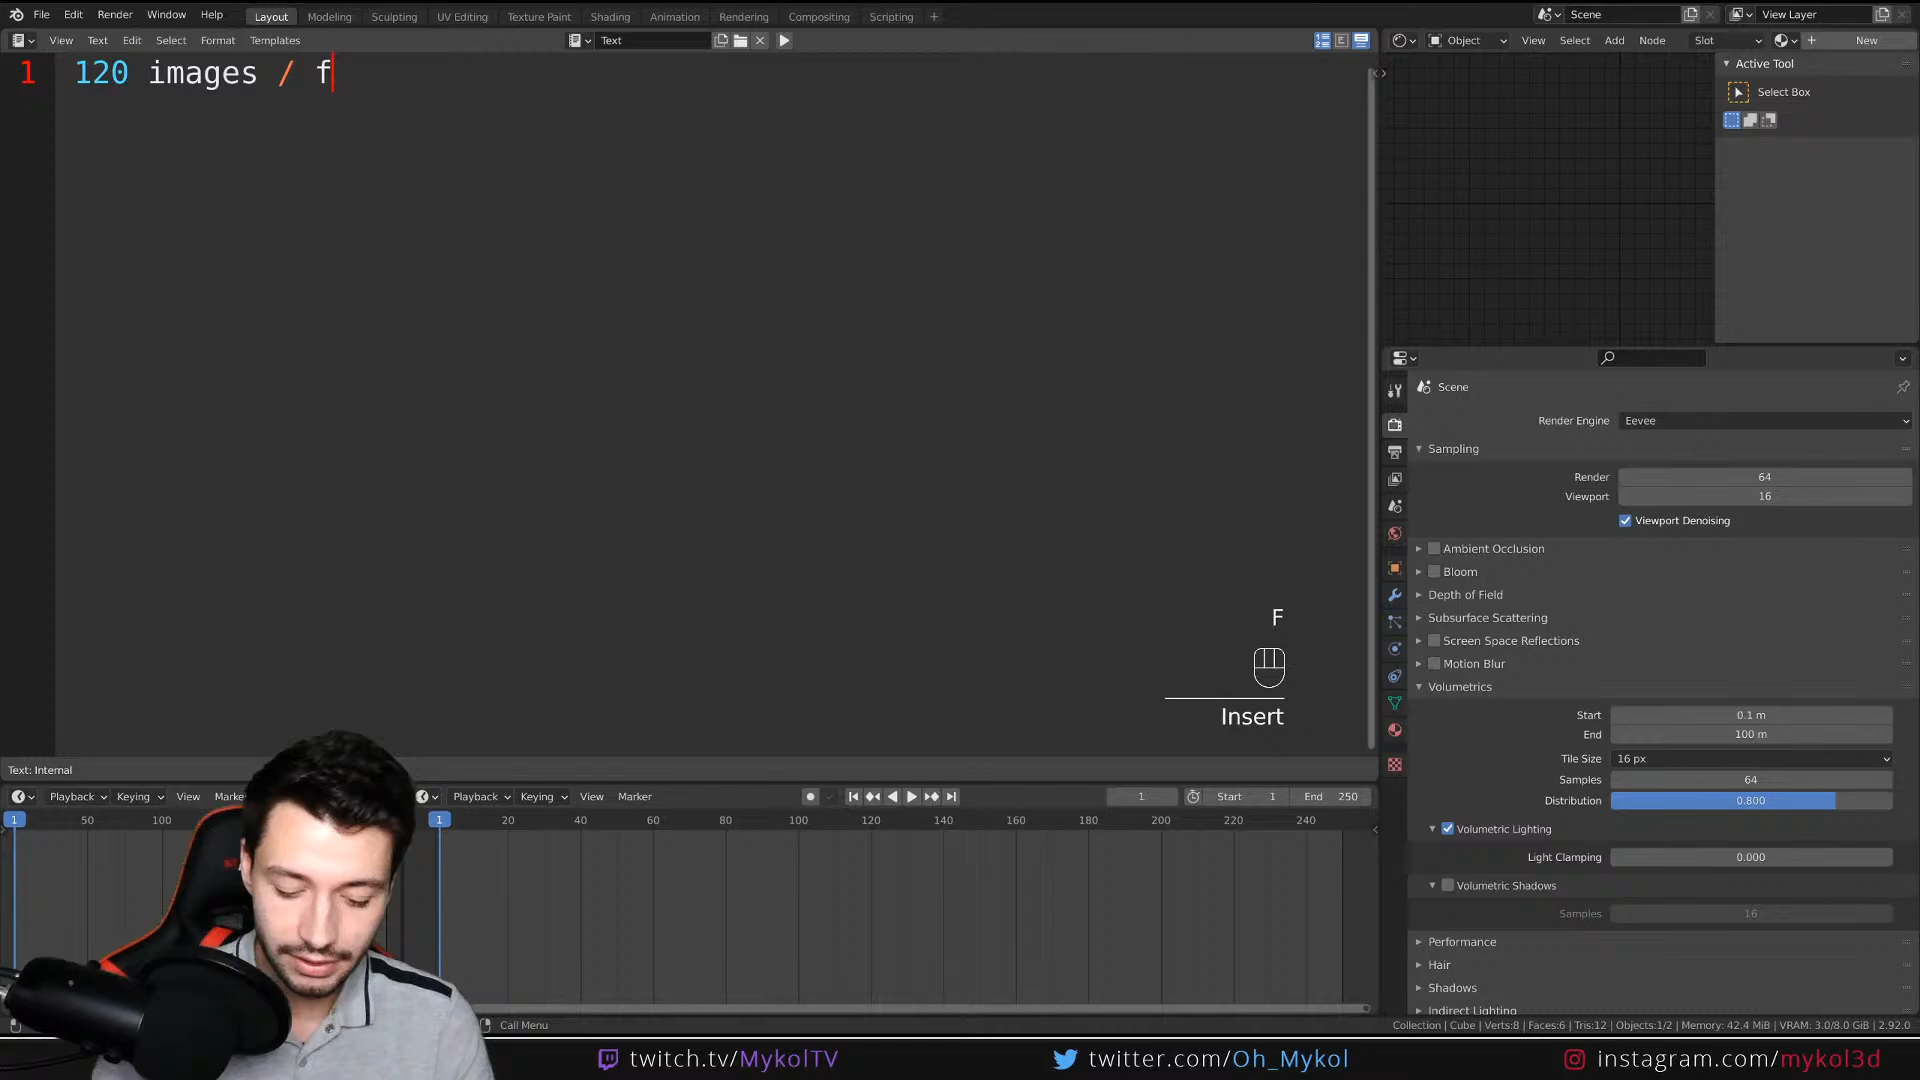 File Edit Render Window Help Layout Modeling Sculpting UV Editing Texture Paint Shading Animation Rendering Compositing Scripting + Scene View Layer
View Text Edit Select Format Templates Text Object View Select Add Node Slot New
1 120 images / f
Active Tool
Select Box
Scene
Render Engine Eevee
Sampling
Render 64
Viewport 16
Viewport Denoising
Ambient Occlusion
Bloom
Depth of Field
Subsurface Scattering
Screen Space Reflections
Motion Blur
Volumetrics
Start 0.1 m
End 100 m
Tile Size 16 px
Samples 64
Distribution 0.800
Volumetric Lighting
Light Clamping 0.000
Volumetric Shadows
Samples 16
Performance
Hair
Shadows
Indirect Lighting
F
Insert
Text: Internal
Playback Keying View Playback Keying View Marker 1 Start 1 End 250
1 50 100 1 20 40 60 80 100 120 140 160 180 200 220 240
Call Menu
Collection | Cube | Verts:8 | Faces:6 | Tris:12 | Objects:1/2 | Memory: 42.4 MiB | VRAM: 3.0/8.0 GiB | 2.92.0
twitch.tv/MykolTV twitter.com/Oh_Mykol instagram.com/mykol3d